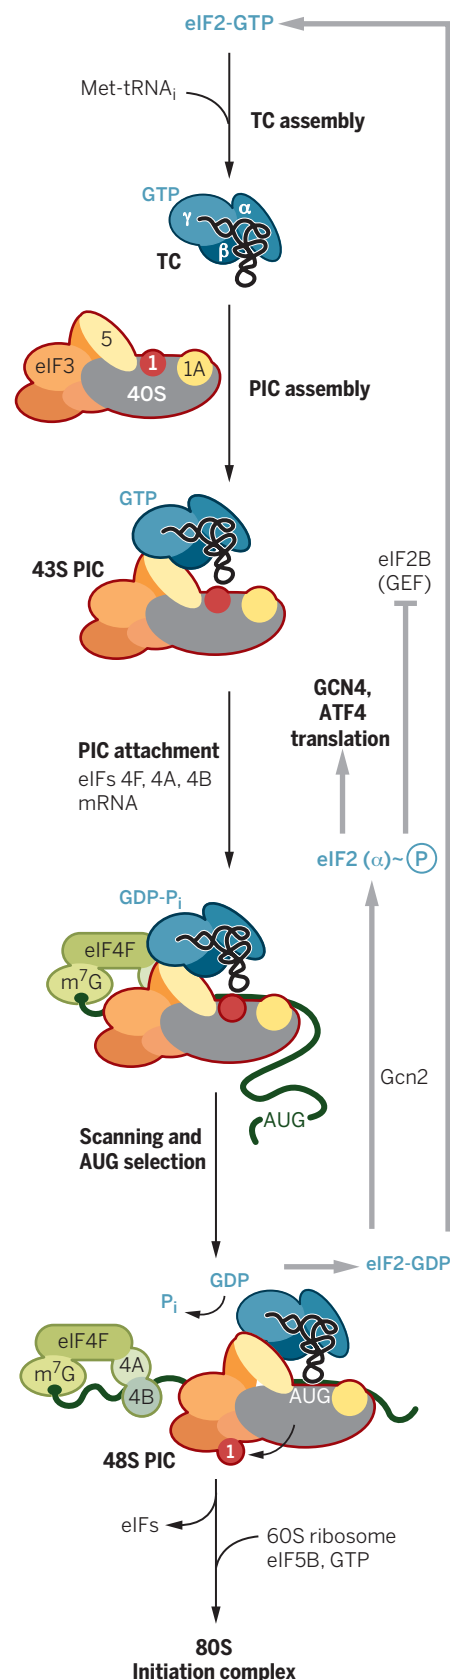 eIF2-GTP
Met-tRNAi
TC assembly
GTP
γ
α
β
TC
5
eIF3
1
1A
40S
PIC assembly
GTP
43S PIC
eIF2B
(GEF)
GCN4,
ATF4
translation
PIC attachment
eIFs 4F, 4A, 4B
mRNA
eIF2 (α)~P
GDP-Pi
eIF4F
m7G
AUG
Gcn2
Scanning and
AUG selection
eIF2-GDP
GDP
Pi
eIF4F
m7G
4A
4B
AUG
1
48S PIC
eIFs
60S ribosome
eIF5B, GTP
80S
Initiation complex